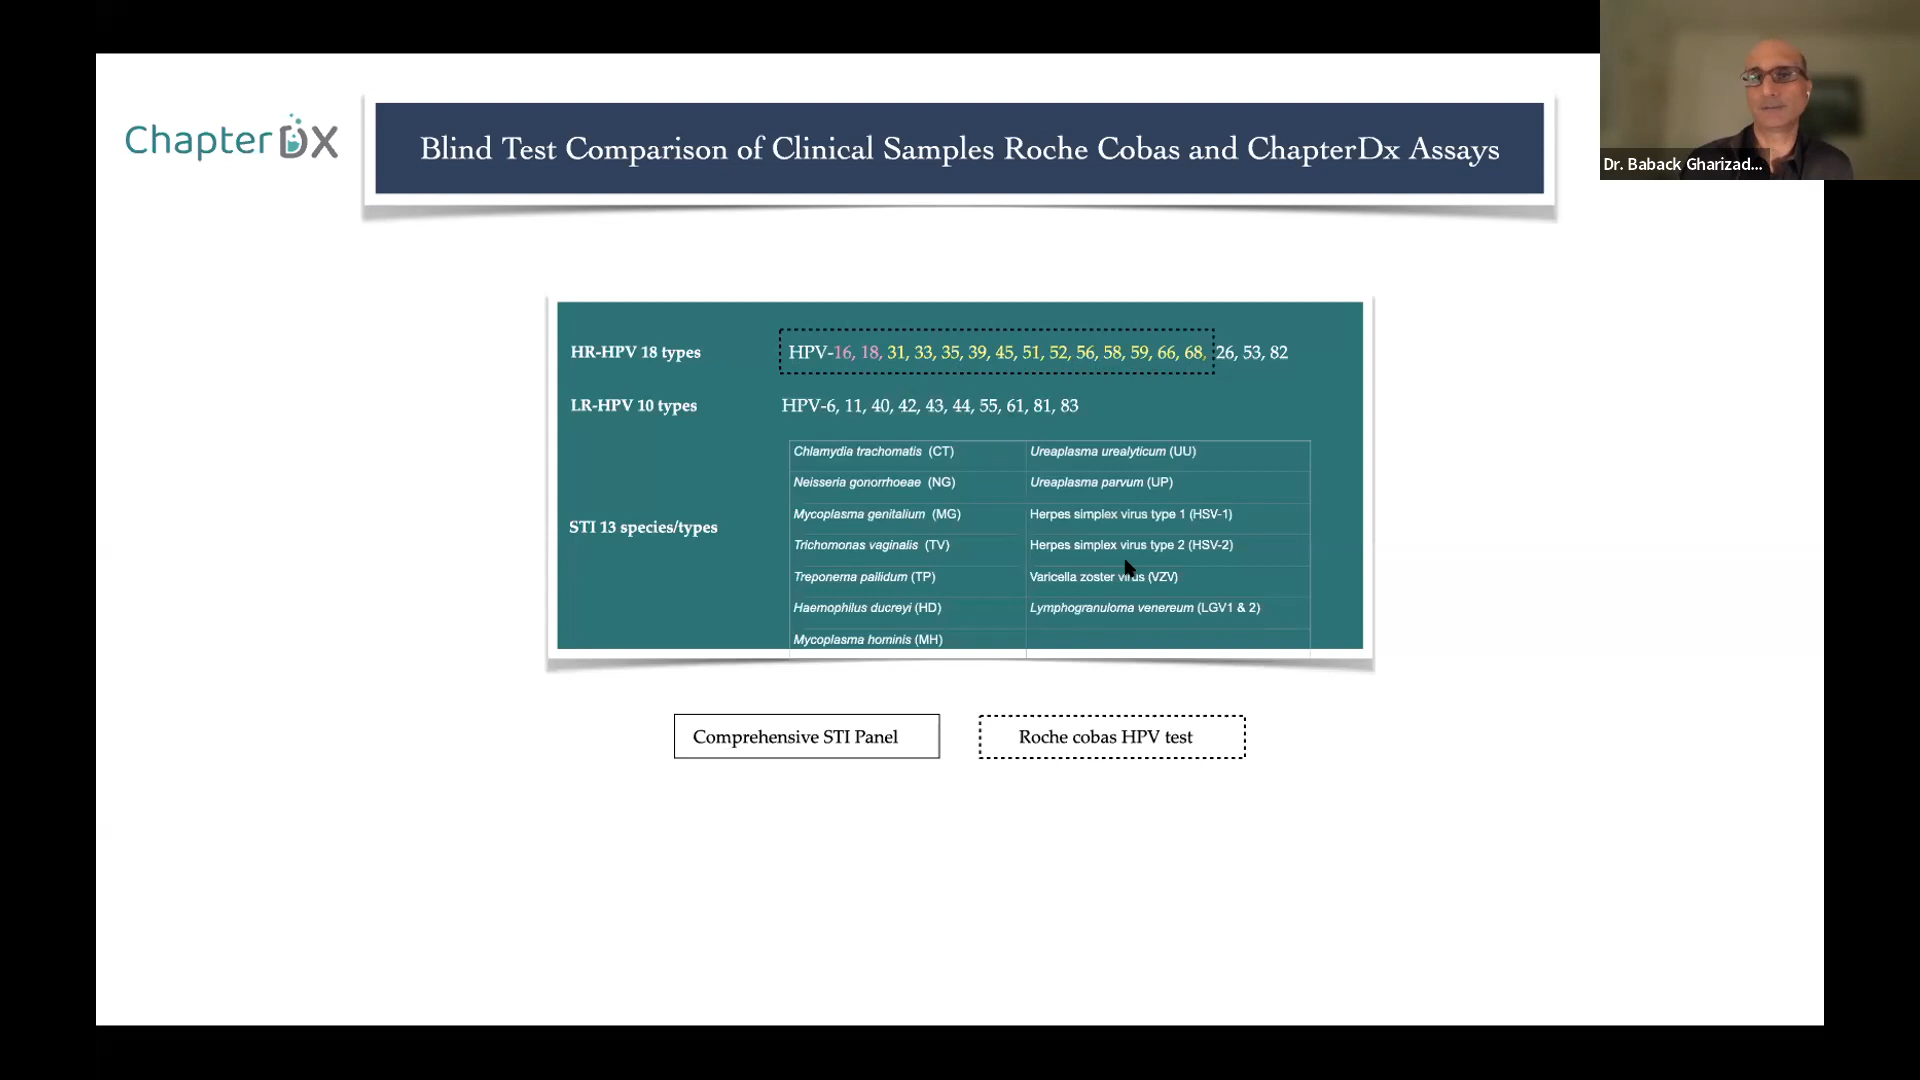 ChapterDX
Blind Test Comparison of Clinical Samples Roche Cobas and ChapterDx Assays
Dr. Baback Gharizad...
HR-HPV 18 types
HPV-16, 18, 31, 33, 35, 39, 45, 51, 52, 56, 58, 59, 66, 68, 26, 53, 82
LR-HPV 10 types
HPV-6, 11, 40, 42, 43, 44, 55, 61, 81, 83
STI 13 species/types
Chlamydia trachomatis (CT)
Ureaplasma urealyticum (UU)
Neisseria gonorrhoeae (NG)
Ureaplasma parvum (UP)
Mycoplasma genitalium (MG)
Herpes simplex virus type 1 (HSV-1)
Trichomonas vaginalis (TV)
Herpes simplex virus type 2 (HSV-2)
Treponema pallidum (TP)
Varicella zoster virus (VZV)
Haemophilus ducreyi (HD)
Lymphogranuloma venereum (LGV1 & 2)
Mycoplasma hominis (MH)
Comprehensive STI Panel
Roche cobas HPV test